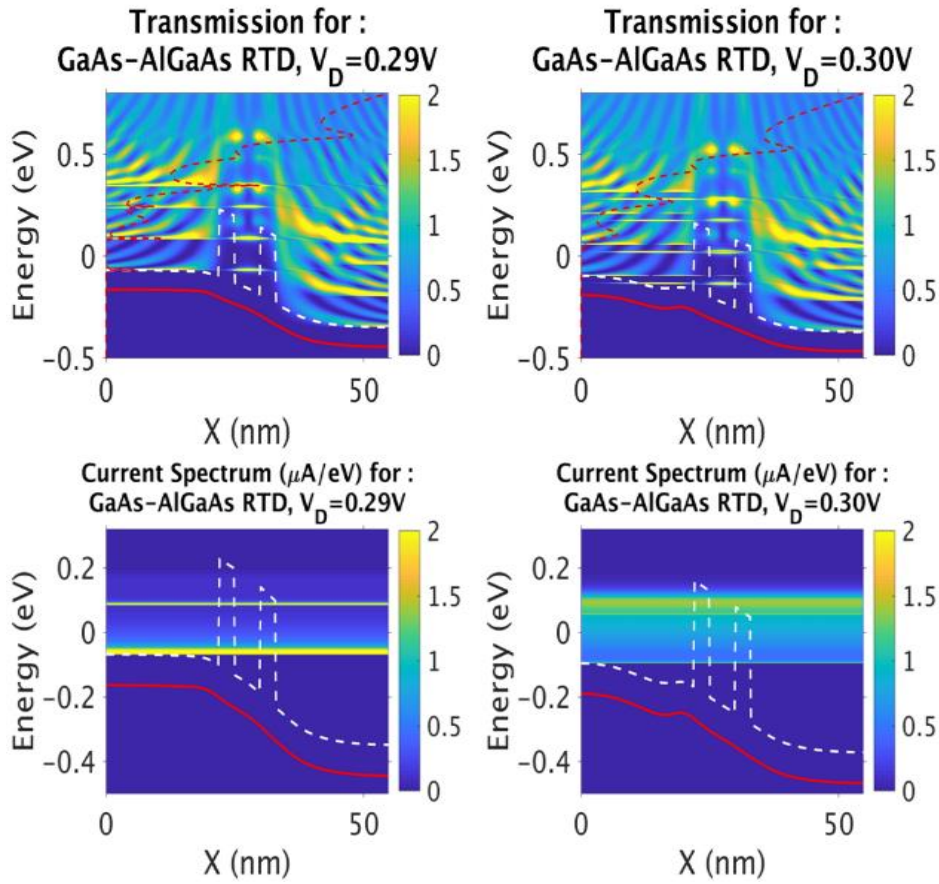 Transmission for :
GaAs-AlGaAs RTD, V_D=0.29V
Energy (eV)
0.5
0
-0.5
0
50
X (nm)
2
1.5
1
0.5
0
Transmission for :
GaAs-AlGaAs RTD, V_D=0.30V
Energy (eV)
0.5
0
-0.5
0
50
X (nm)
2
1.5
1
0.5
0
Current Spectrum (μA/eV) for :
GaAs-AlGaAs RTD, V_D=0.29V
Energy (eV)
0.2
0
-0.2
-0.4
0
50
X (nm)
2
1.5
1
0.5
0
Current Spectrum (μA/eV) for :
GaAs-AlGaAs RTD, V_D=0.30V
Energy (eV)
0.2
0
-0.2
-0.4
0
50
X (nm)
2
1.5
1
0.5
0